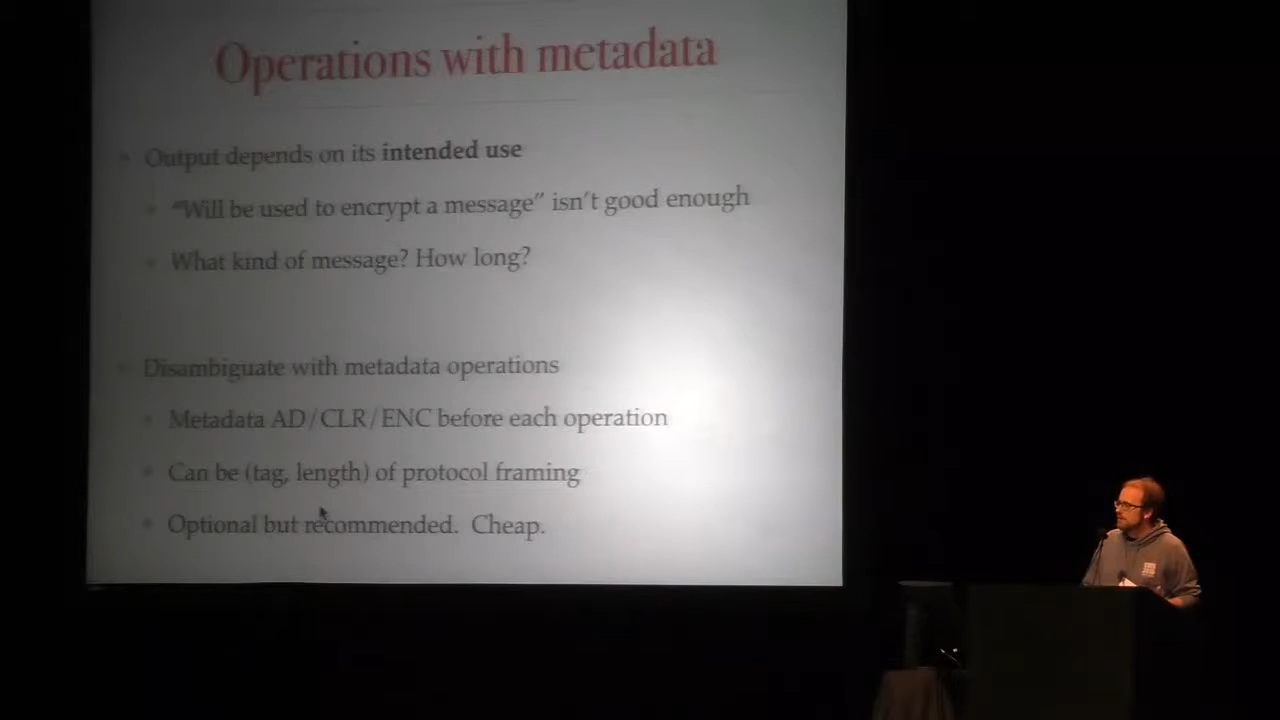 Operations with metadata
Output depends on its intended use
“Will be used to encrypt a message” isn’t good enough
What kind of message? How long?
Disambiguate with metadata operations
Metadata AD/CLR/ENC before each operation
Can be (tag, length) of protocol framing
Optional but recommended. Cheap.